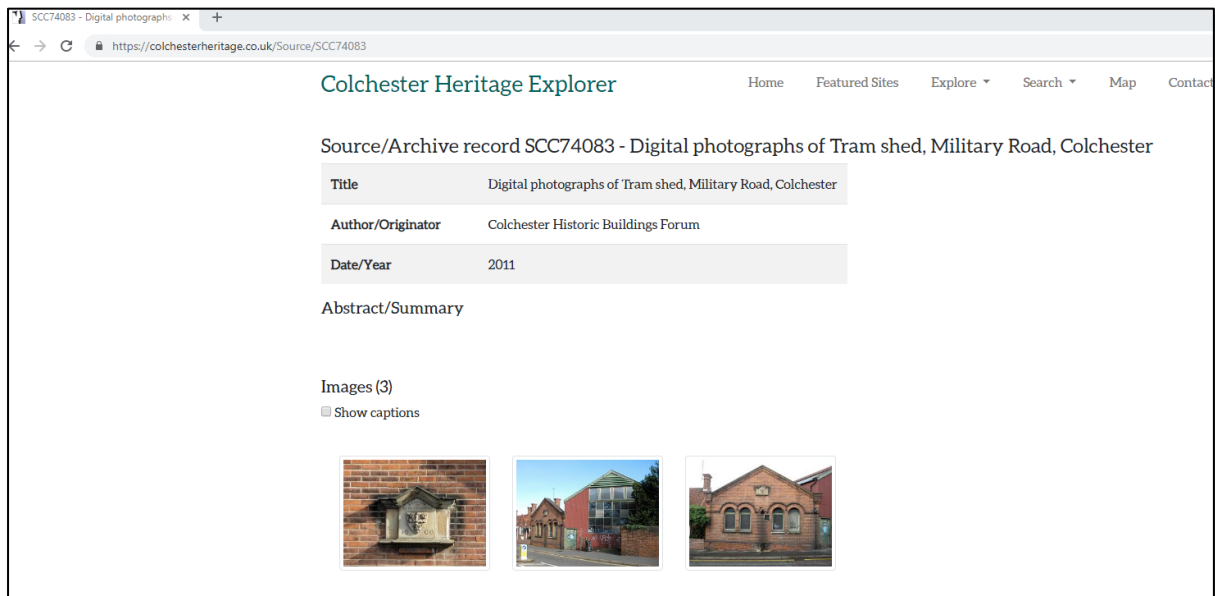 SCC74083 - Digital photographs
https://colchesterheritage.co.uk/Source/SCC74083
Colchester Heritage Explorer Home Featured Sites Explore Search Map Contact
Source/Archive record SCC74083 - Digital photographs of Tram shed, Military Road, Colchester
Title Digital photographs of Tram shed, Military Road, Colchester
Author/Originator Colchester Historic Buildings Forum
Date/Year 2011
Abstract/Summary
Images (3)
Show captions